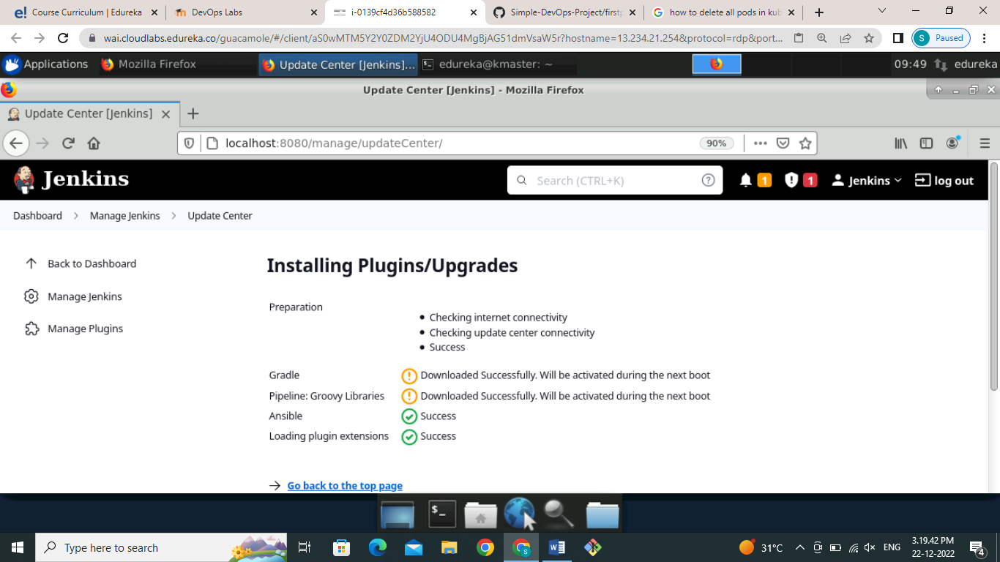 Course Curriculum | Edureka
DevOps Labs
i-0139cf4d36b588582
Simple-DevOps-Project/firstp
how to delete all pods in kub
wai.cloudlabs.edureka.co/guacamole/#/client/aS0wMTM5Y2Y0ZDM2YjU4ODU4MgBjAG51dmVsaW5r?hostname=13.234.21.254&protocol=rdp&port...
S Paused
Applications
Mozilla Firefox
Update Center [Jenkins]...
edureka@kmaster: ~
09:49
edureka
Update Center [Jenkins] - Mozilla Firefox
Update Center [Jenkins]
localhost:8080/manage/updateCenter/
90%
Jenkins
Search (CTRL+K)
1
1
Jenkins
log out
Dashboard > Manage Jenkins > Update Center
Back to Dashboard
Manage Jenkins
Manage Plugins
Installing Plugins/Upgrades
Preparation
• Checking internet connectivity
• Checking update center connectivity
• Success
Gradle Downloaded Successfully. Will be activated during the next boot
Pipeline: Groovy Libraries Downloaded Successfully. Will be activated during the next boot
Ansible Success
Loading plugin extensions Success
→ Go back to the top page
Type here to search
31°C
ENG
3.19.42 PM
22-12-2022
4